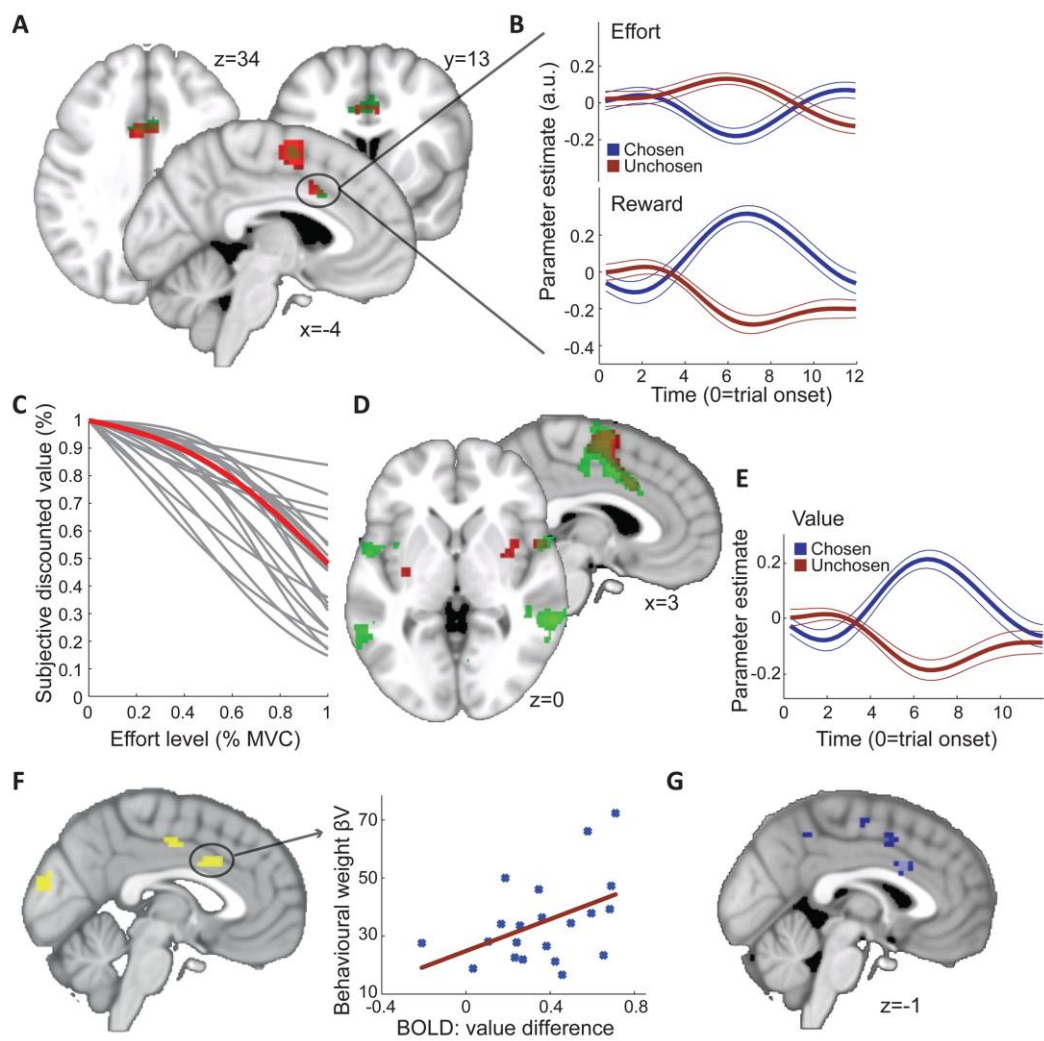 A
z=34
y=13
x=-4
B
Effort
0.2
0
-0.2
Chosen
Unchosen
Reward
0.2
0
-0.2
-0.4
Parameter estimate (a.u.)
0 2 4 6 8 10 12
Time (0=trial onset)
C
Subjective discounted value (%)
1
0.9
0.8
0.7
0.6
0.5
0.4
0.3
0.2
0.1
0
0 0.2 0.4 0.6 0.8 1
Effort level (% MVC)
D
x=3
z=0
E
Value
Chosen
Unchosen
Parameter estimate
0.2
0
-0.2
0 2 4 6 8 10
Time (0=trial onset)
F
Behavioural weight βV
70
50
30
10
-0.4 0 0.4 0.8
BOLD: value difference
G
z=-1